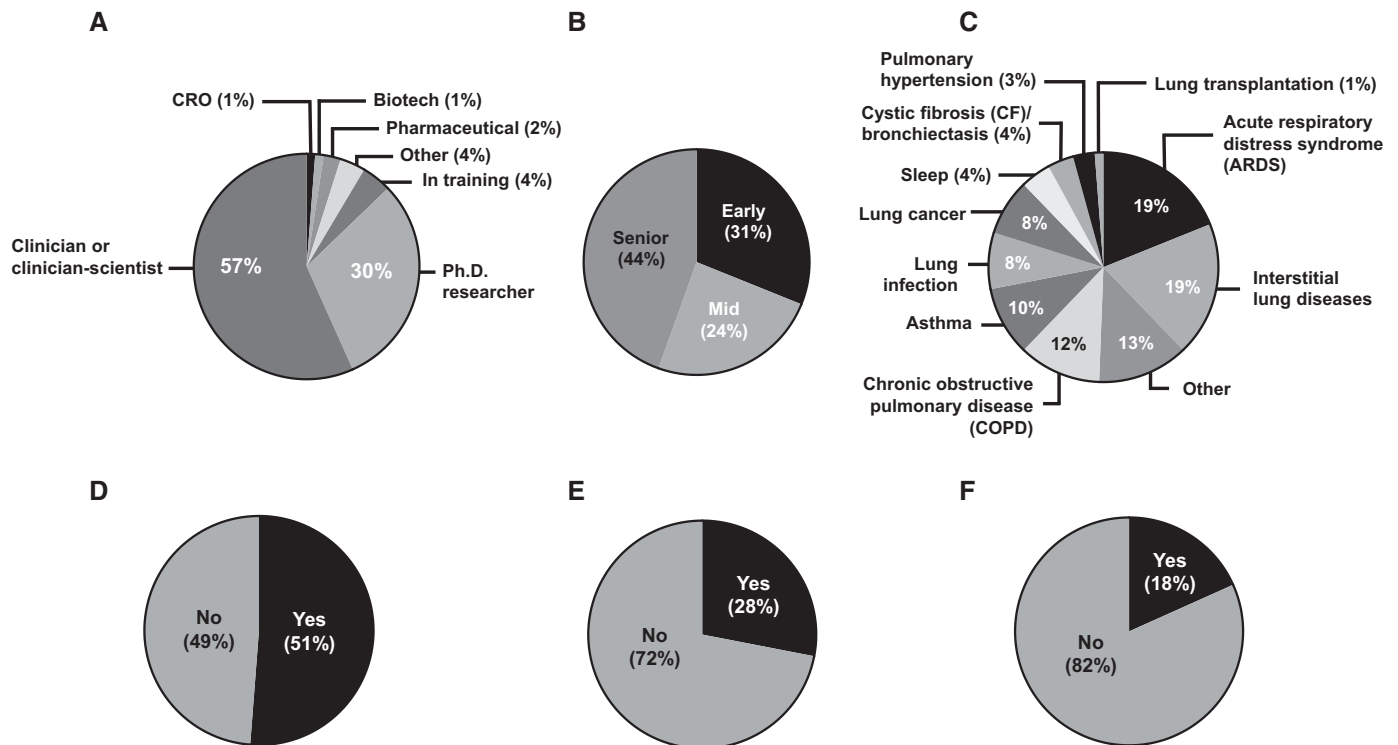 A
CRO (1%)
Biotech (1%)
Pharmaceutical (2%)
Other (4%)
In training (4%)
Clinician or
clinician-scientist
57%
30%
Ph.D.
researcher
B
Early
(31%)
Senior
(44%)
Mid
(24%)
C
Pulmonary
hypertension (3%)
Lung transplantation (1%)
Cystic fibrosis (CF)/
bronchiectasis (4%)
Acute respiratory
distress syndrome
(ARDS)
Sleep (4%)
19%
Lung cancer
8%
Lung
infection
8%
19%
Interstitial
lung diseases
Asthma
10%
12%
13%
Chronic obstructive
pulmonary disease
(COPD)
Other
D
No
(49%)
Yes
(51%)
E
Yes
(28%)
No
(72%)
F
Yes
(18%)
No
(82%)